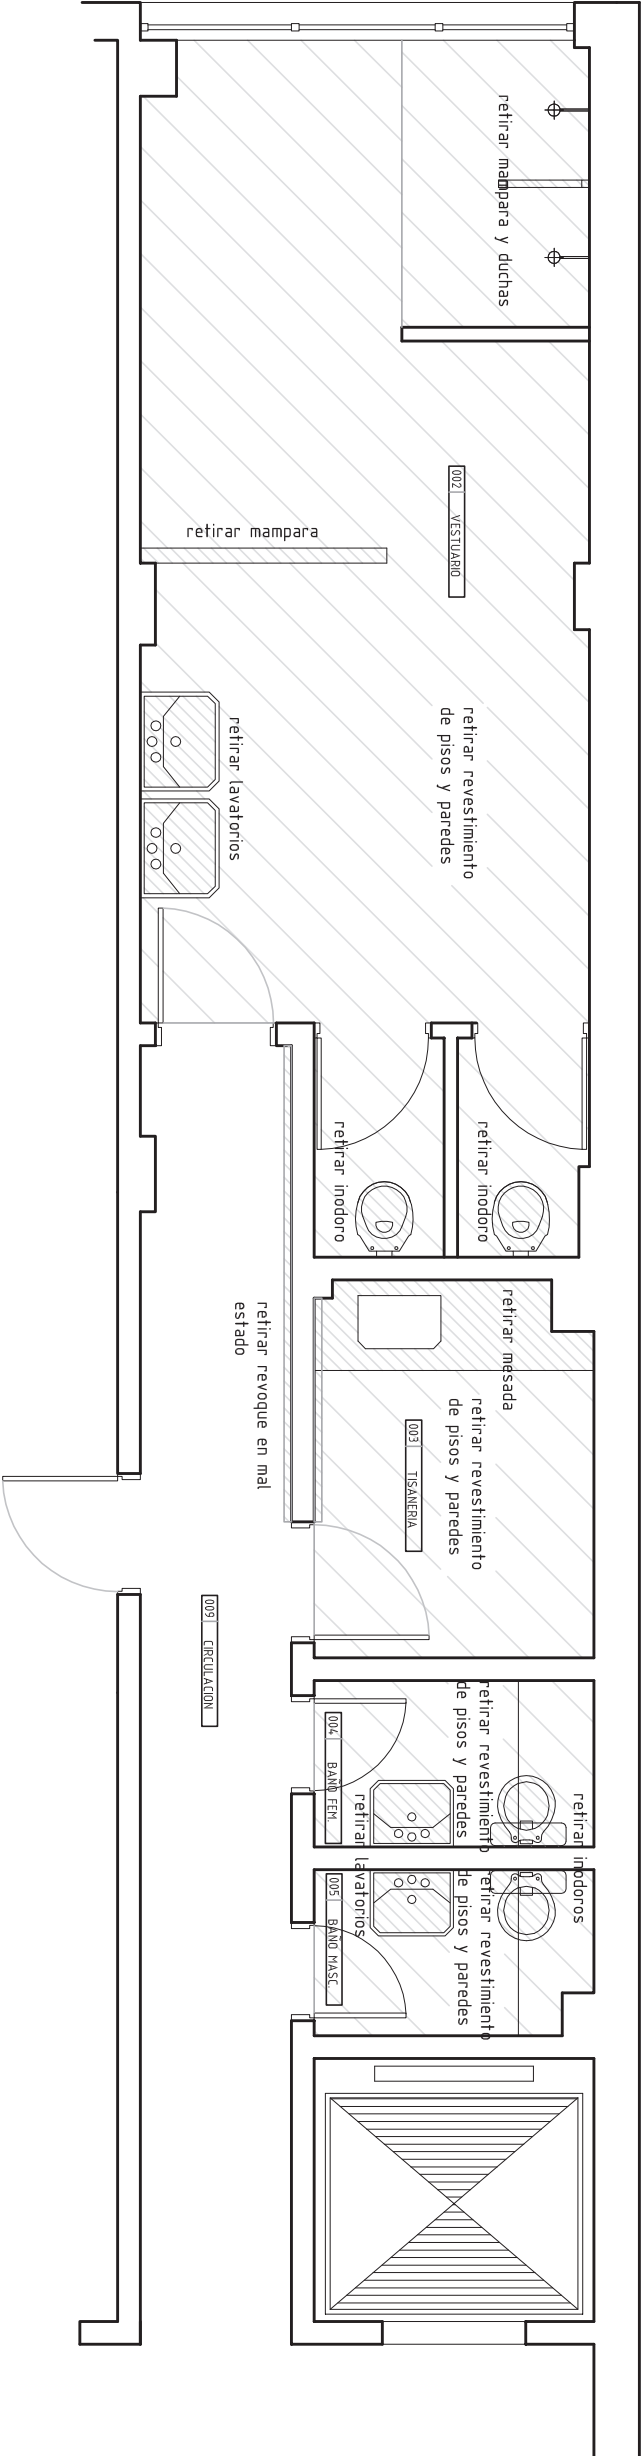 retirar mampara y duchas
002 VESTUARIO
retirar mampara
retirar revestimiento
de pisos y paredes
retirar lavatorios
retirar inodoro
retirar inodoro
retirar mesada
retirar revestimiento
de pisos y paredes
003 TISANERIA
retirar revoque en mal
estado
009 CIRCULACION
retirar revestimiento
de pisos y paredes
004 BAÑO FEM.
retirar inodoros
retirar lavatorios
retirar revestimiento
de pisos y paredes
005 BAÑO MASC.